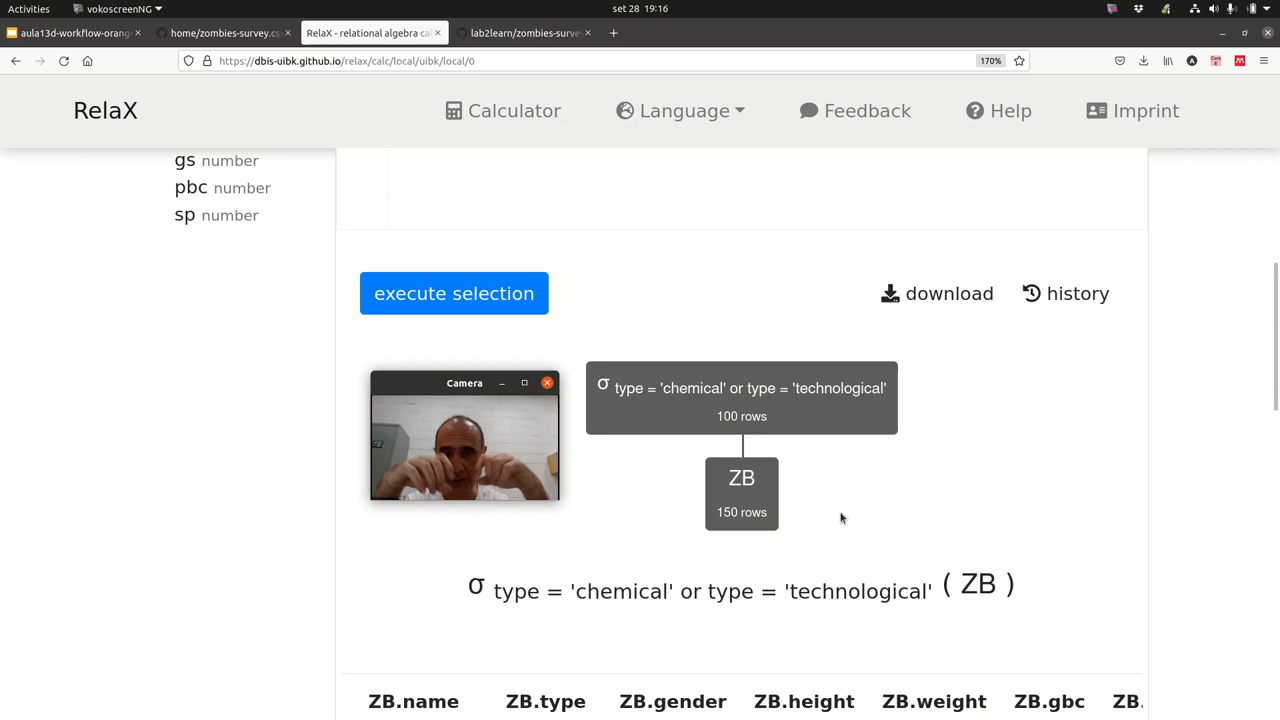 Activities
vokoscreenNG
set 28 19:16
aula13d-workflow-orang
home/zombies-survey.cs
RelaX - relational algebra ca
lab2learn/zombies-surve
https://dbis-uibk.github.io/relax/calc/local/uibk/local/0
170%
RelaX
Calculator
Language
Feedback
Help
Imprint
gs number
pbc number
sp number
execute selection
download
history
Camera
σ type = 'chemical' or type = 'technological'
100 rows
ZB
150 rows
σ type = 'chemical' or type = 'technological' ( ZB )
ZB.name ZB.type ZB.gender ZB.height ZB.weight ZB.gbc ZB.